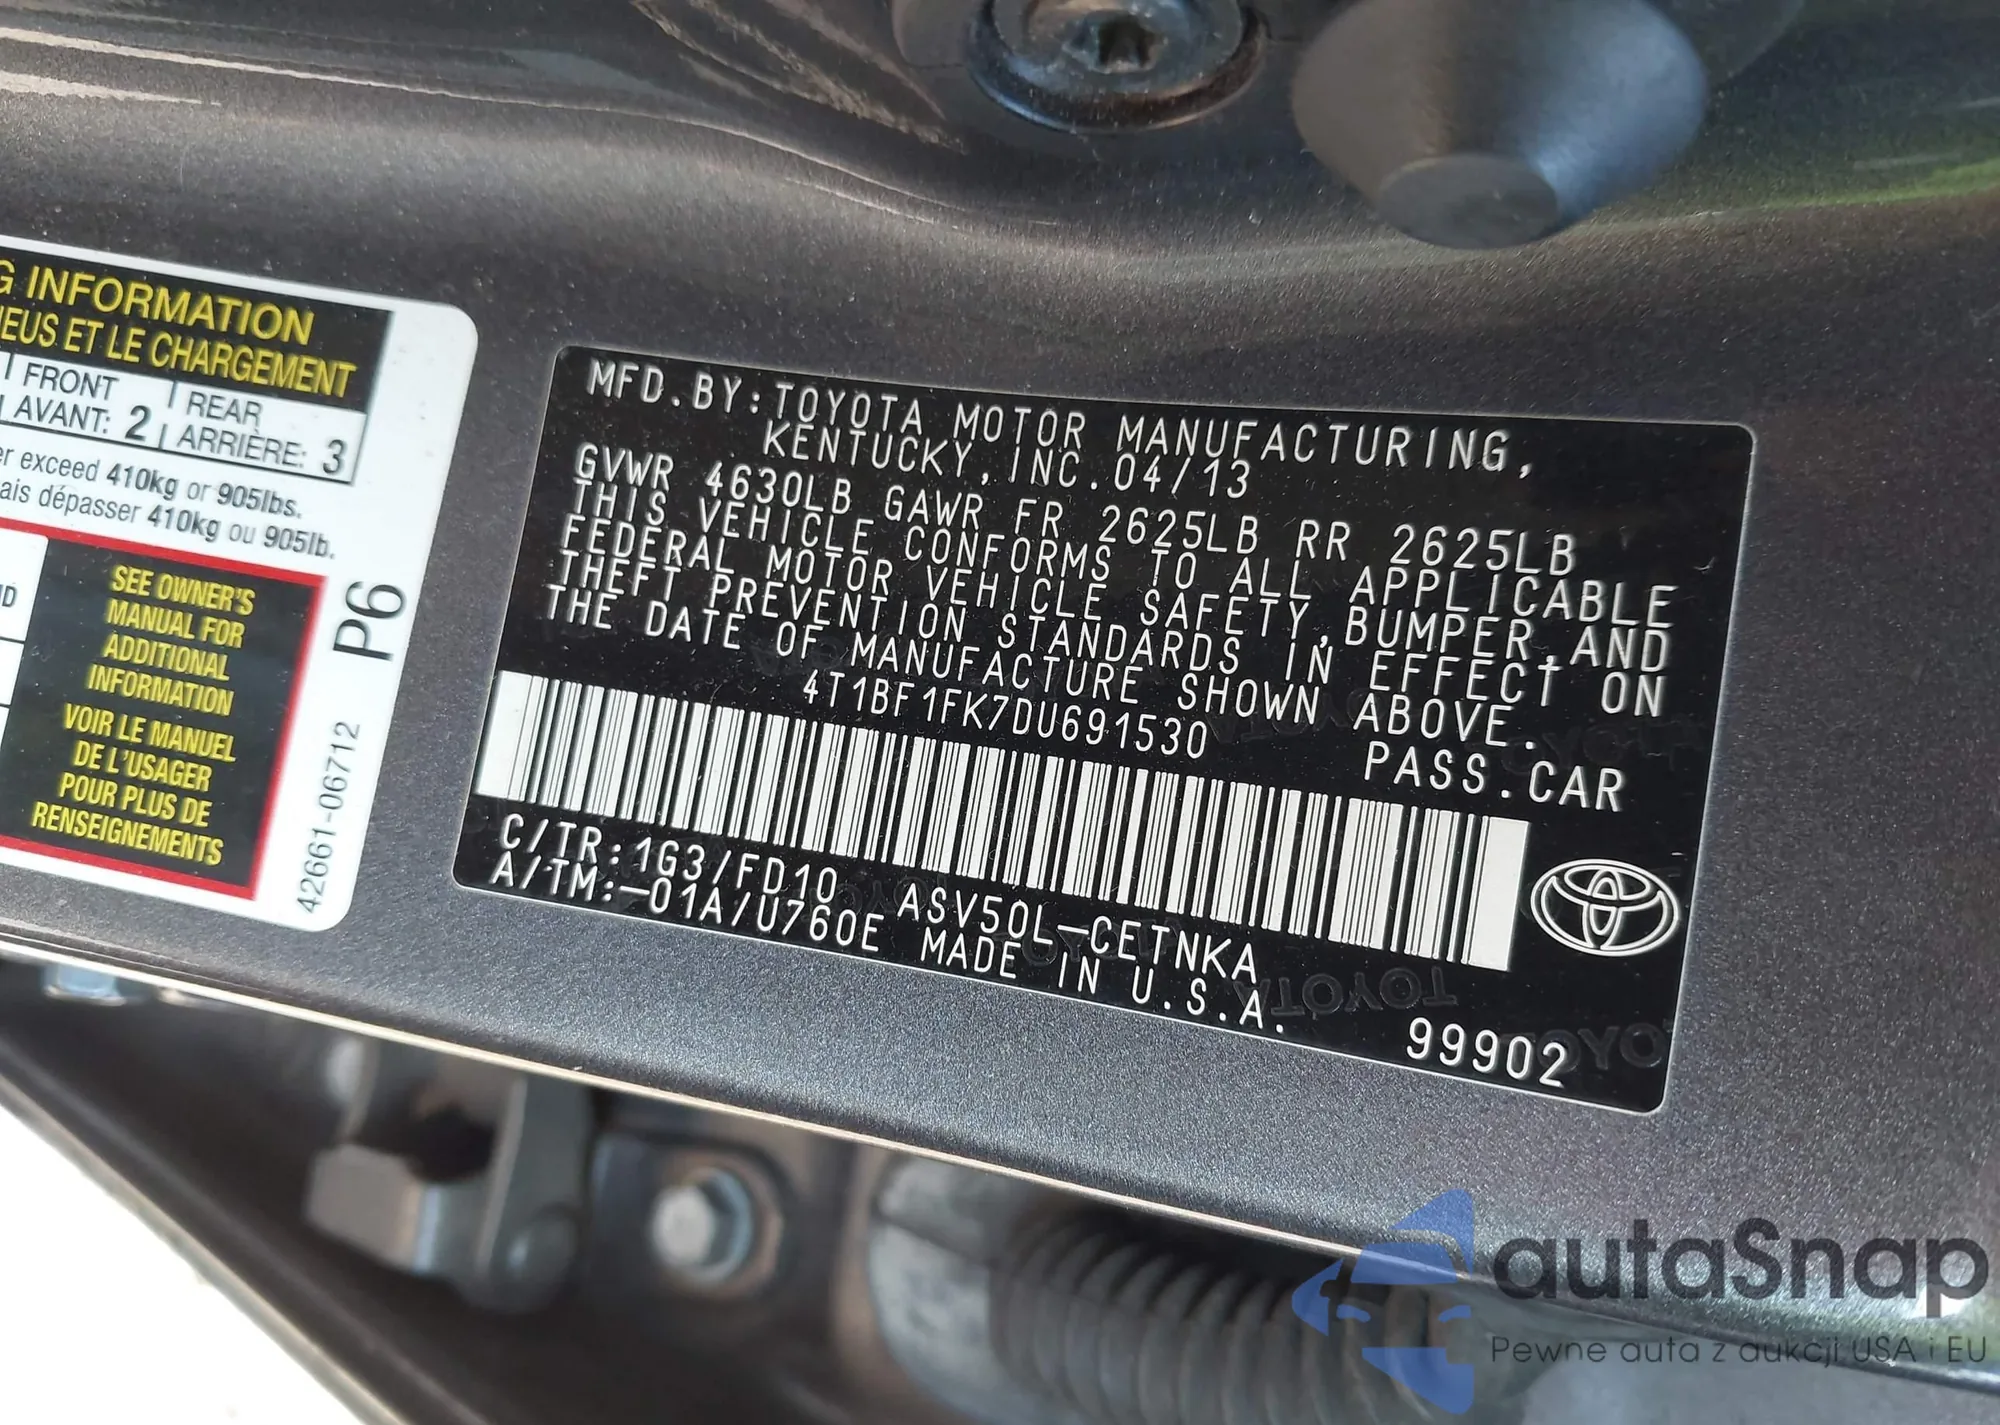 G INFORMATION
NEUS ET LE CHARGEMENT
FRONT
AVANT: 2
REAR
ARRIÈRE: 3
exceed 410kg or 905lbs.
ais dépasser 410kg ou 905lb.
SEE OWNER'S
MANUAL FOR
ADDITIONAL
INFORMATION
VOIR LE MANUEL
DE L'USAGER
POUR PLUS DE
RENSEIGNEMENTS
P6
42661-06712
MFD.BY:TOYOTA MOTOR MANUFACTURING,
KENTUCKY,INC.04/13
GVWR 4630LB GAWR FR 2625LB RR 2625LB
THIS VEHICLE CONFORMS TO ALL APPLICABLE
FEDERAL MOTOR VEHICLE SAFETY,BUMPER,AND
THEFT PREVENTION STANDARDS IN EFFECT ON
THE DATE OF MANUFACTURE SHOWN ABOVE.
4T1BF1FK7DU691530 PASS.CAR
C/TR:1G3/FD10 ASV50L-CETNKA
A/TM:-01A/U760E MADE IN U.S.A.
99902
autaSnap
Pewne auta z aukcji USA i EU